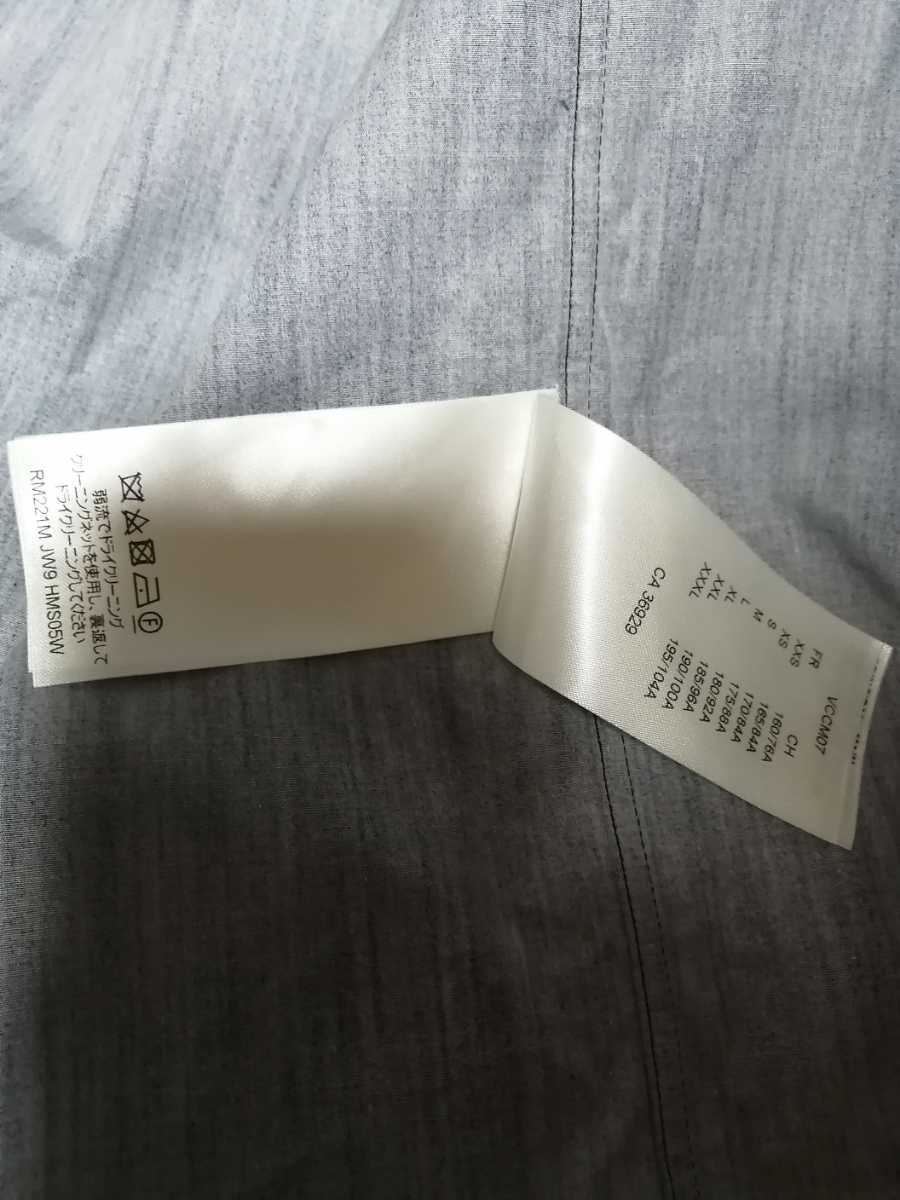 弱流でドライクリーニング
クリーニングネットを使用し、裏返して
ドライクリーニングしてください
RM221M JW9 HMS05W
VCCM07
FR CH
XXS 160/76A
XS 165/84A
S 170/84A
M 175/88A
L 180/92A
XL 185/96A
XXL 190/100A
XXXL 195/104A
CA 36929